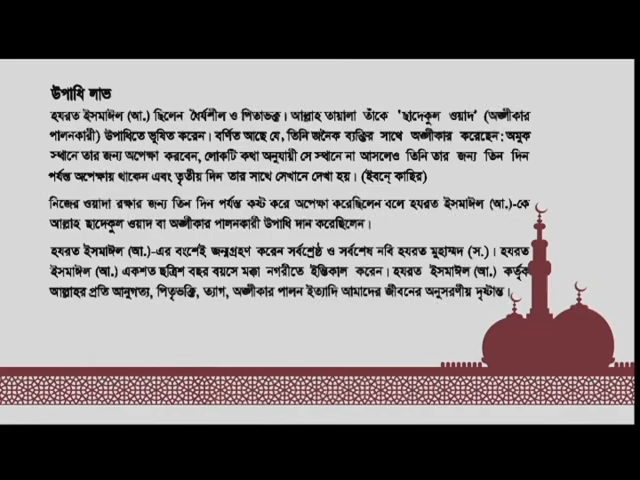 উপাধি লাভ
হযরত ইসমাঈল (আ.) ছিলেন ধৈর্যশীল ও পিতাভক্ত। আল্লাহ তায়ালা তাঁকে 'ছাদেকুল ওয়াদ' (অঙ্গীকার
পালনকারী) উপাধিতে ভূষিত করেন। বর্ণিত আছে যে, তিনি জনৈক ব্যক্তির সাথে অঙ্গীকার করেছেন: অমুক
স্থানে তার জন্য অপেক্ষা করবেন, লোকটি কথা অনুযায়ী সে স্থানে না আসলেও তিনি তার জন্য তিন দিন
পর্যন্ত অপেক্ষায় থাকেন এবং তৃতীয় দিন তার সাথে সেখানে দেখা হয়। (ইবনে কাছির)
নিজের ওয়াদা রক্ষার জন্য তিন দিন পর্যন্ত কষ্ট করে অপেক্ষা করেছিলেন বলে হযরত ইসমাঈল (আ.)-কে
আল্লাহ ছাদেকুল ওয়াদ বা অঙ্গীকার পালনকারী উপাধি দান করেছিলেন।
হযরত ইসমাঈল (আ.)-এর বংশেই জন্মগ্রহণ করেন সর্বশ্রেষ্ঠ ও সর্বশেষ নবি হযরত মুহাম্মদ (স.)। হযরত
ইসমাঈল (আ.) একশত ছত্রিশ বছর বয়সে মক্কা নগরীতে ইন্তিকাল করেন। হযরত ইসমাঈল (আ.) কর্তৃক
আল্লাহর প্রতি আনুগত্য, পিতৃভক্তি, ত্যাগ, অঙ্গীকার পালন ইত্যাদি আমাদের জীবনের অনুসরণীয় দৃষ্টান্ত।